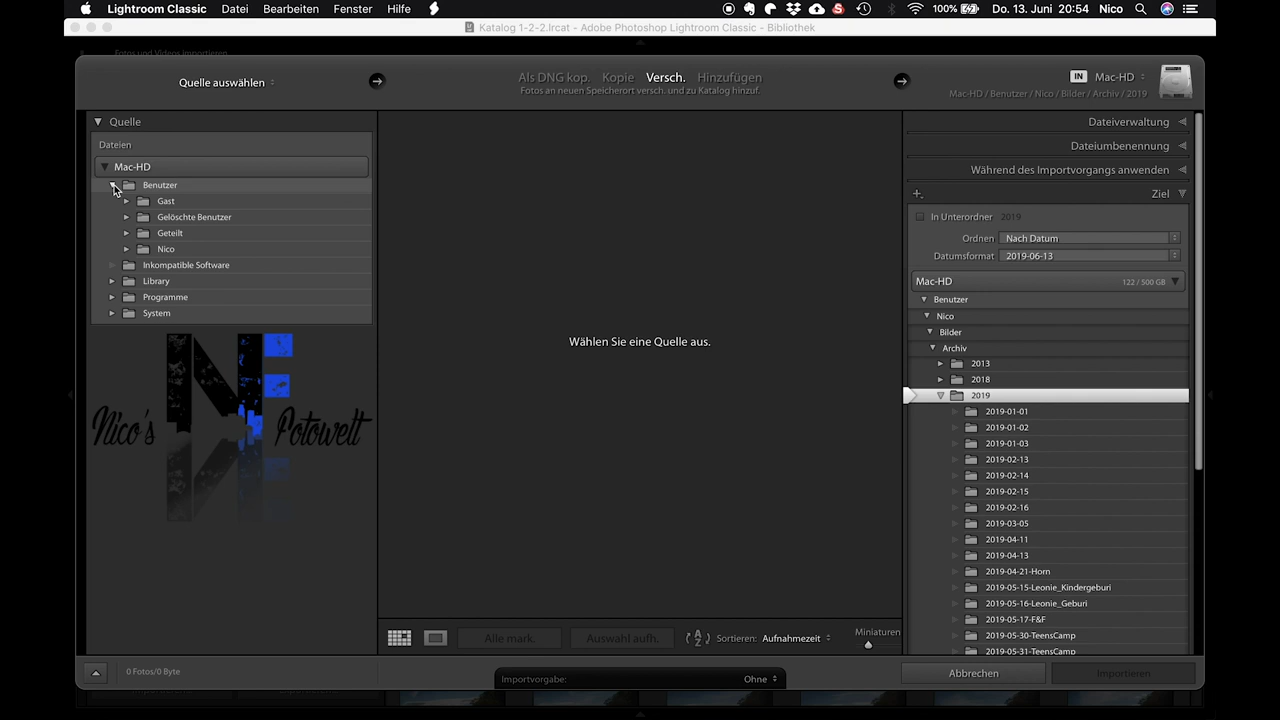 Lightroom Classic Datei Bearbeiten Fenster Hilfe 100% Do. 13. Juni 20:54 Nico
Katalog 1-2-2.lrcat - Adobe Photoshop Lightroom Classic - Bibliothek
Fotos und Videos importieren
Quelle auswählen
Als DNG kop. Kopie Versch. Hinzufügen
Fotos an neuen Speicherort versch. und zu Katalog hinzuf.
IN Mac-HD
Mac-HD / Benutzer / Nico / Bilder / Archiv / 2019
Quelle
Dateien
Mac-HD
Benutzer
Gast
Gelöschte Benutzer
Geteilt
Nico
Inkompatible Software
Library
Programme
System
Nico's Fotowelt
Wählen Sie eine Quelle aus.
Dateiverwaltung
Dateiumbenennung
Während des Importvorgangs anwenden
Ziel
In Unterordner 2019
Ordnen Nach Datum
Datumsformat 2019-06-13
Mac-HD 122 / 500 GB
Benutzer
Nico
Bilder
Archiv
2013
2018
2019
2019-01-01
2019-01-02
2019-01-03
2019-02-13
2019-02-14
2019-02-15
2019-02-16
2019-03-05
2019-04-11
2019-04-13
2019-04-21-Horn
2019-05-15-Leonie_Kindergeburi
2019-05-16-Leonie_Geburi
2019-05-17-F&F
2019-05-30-TeensCamp
2019-05-31-TeensCamp
Alle mark. Auswahl aufh. Sortieren: Aufnahmezeit Miniaturen
0 Fotos/0 Byte
Importvorgabe: Ohne
Abbrechen Importieren